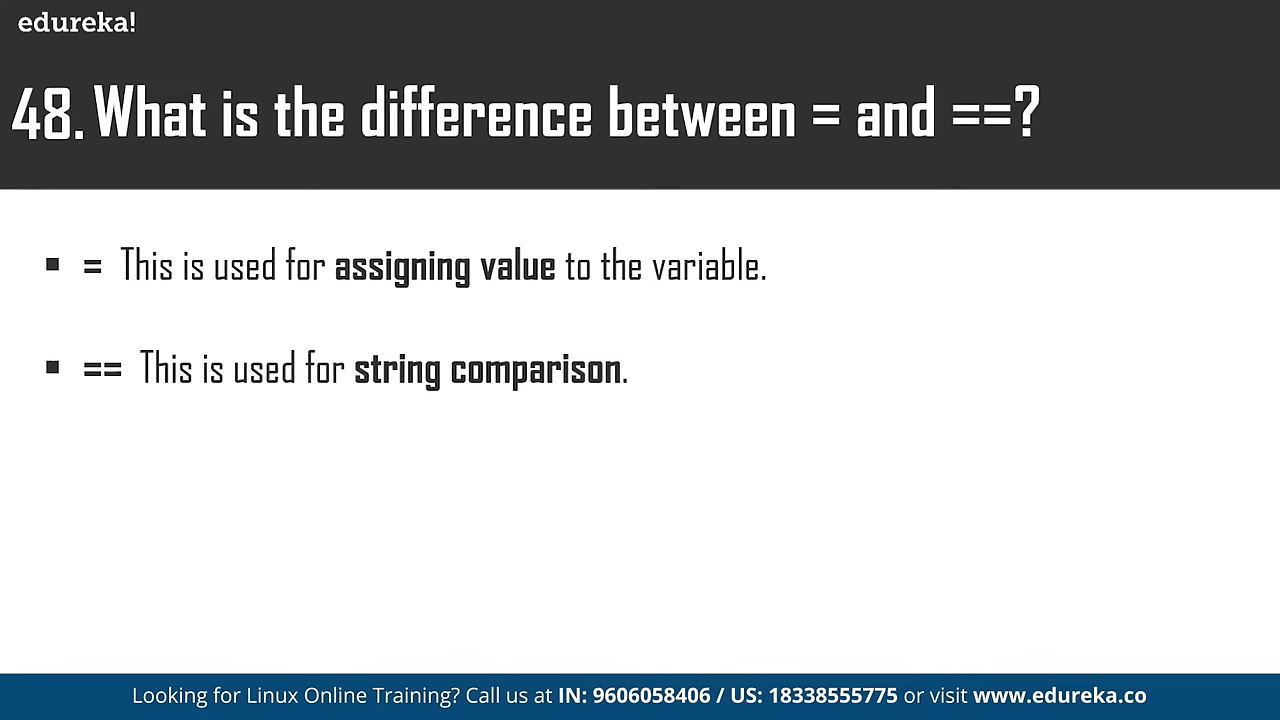 edureka!
48. What is the difference between = and ==?
▪ = This is used for assigning value to the variable.
▪ == This is used for string comparison.
Looking for Linux Online Training? Call us at IN: 9606058406 / US: 18338555775 or visit www.edureka.co